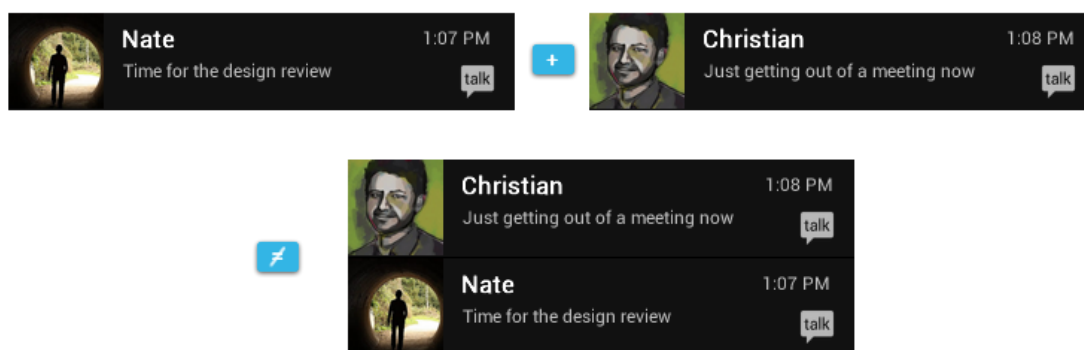 Nate
1:07 PM
Time for the design review
talk
+
Christian
1:08 PM
Just getting out of a meeting now
talk
≠
Christian
1:08 PM
Just getting out of a meeting now
talk
Nate
1:07 PM
Time for the design review
talk